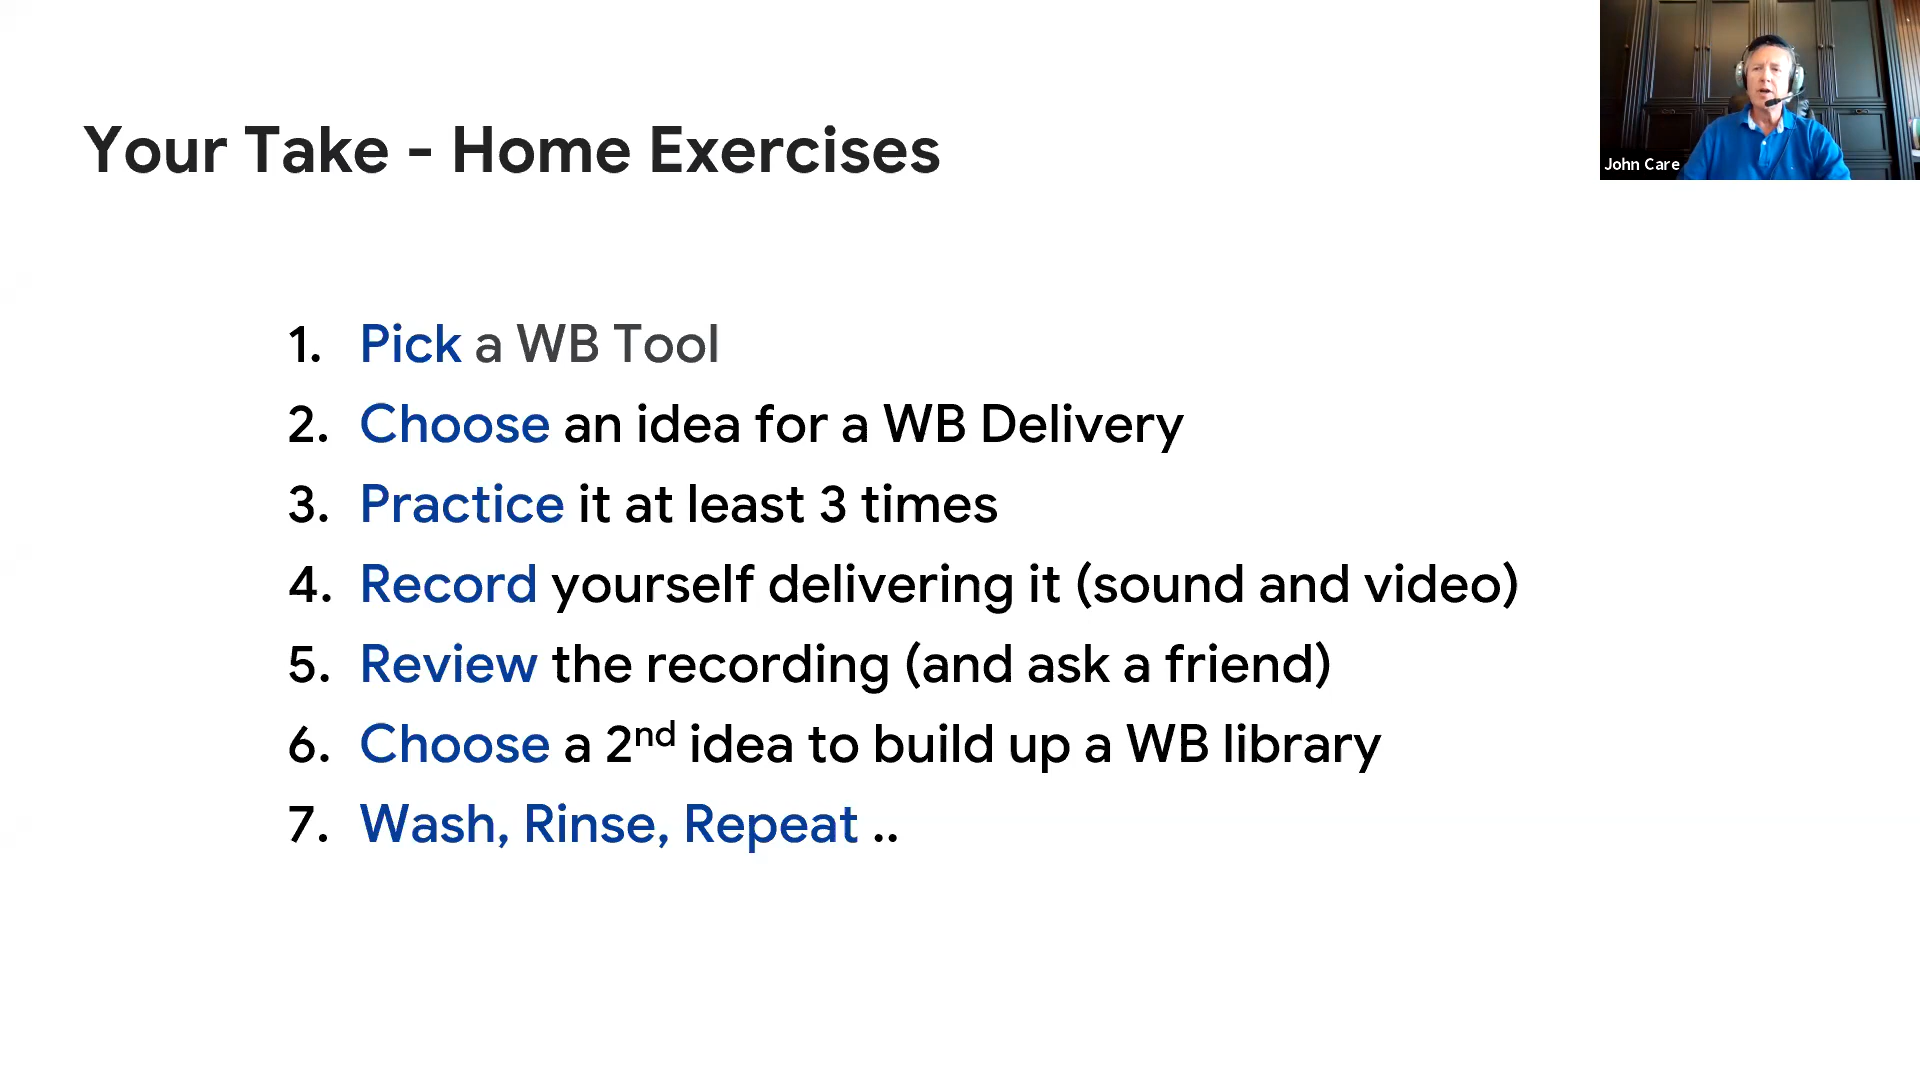 Your Take - Home Exercises
John Care
1. Pick a WB Tool
2. Choose an idea for a WB Delivery
3. Practice it at least 3 times
4. Record yourself delivering it (sound and video)
5. Review the recording (and ask a friend)
6. Choose a 2nd idea to build up a WB library
7. Wash, Rinse, Repeat ..